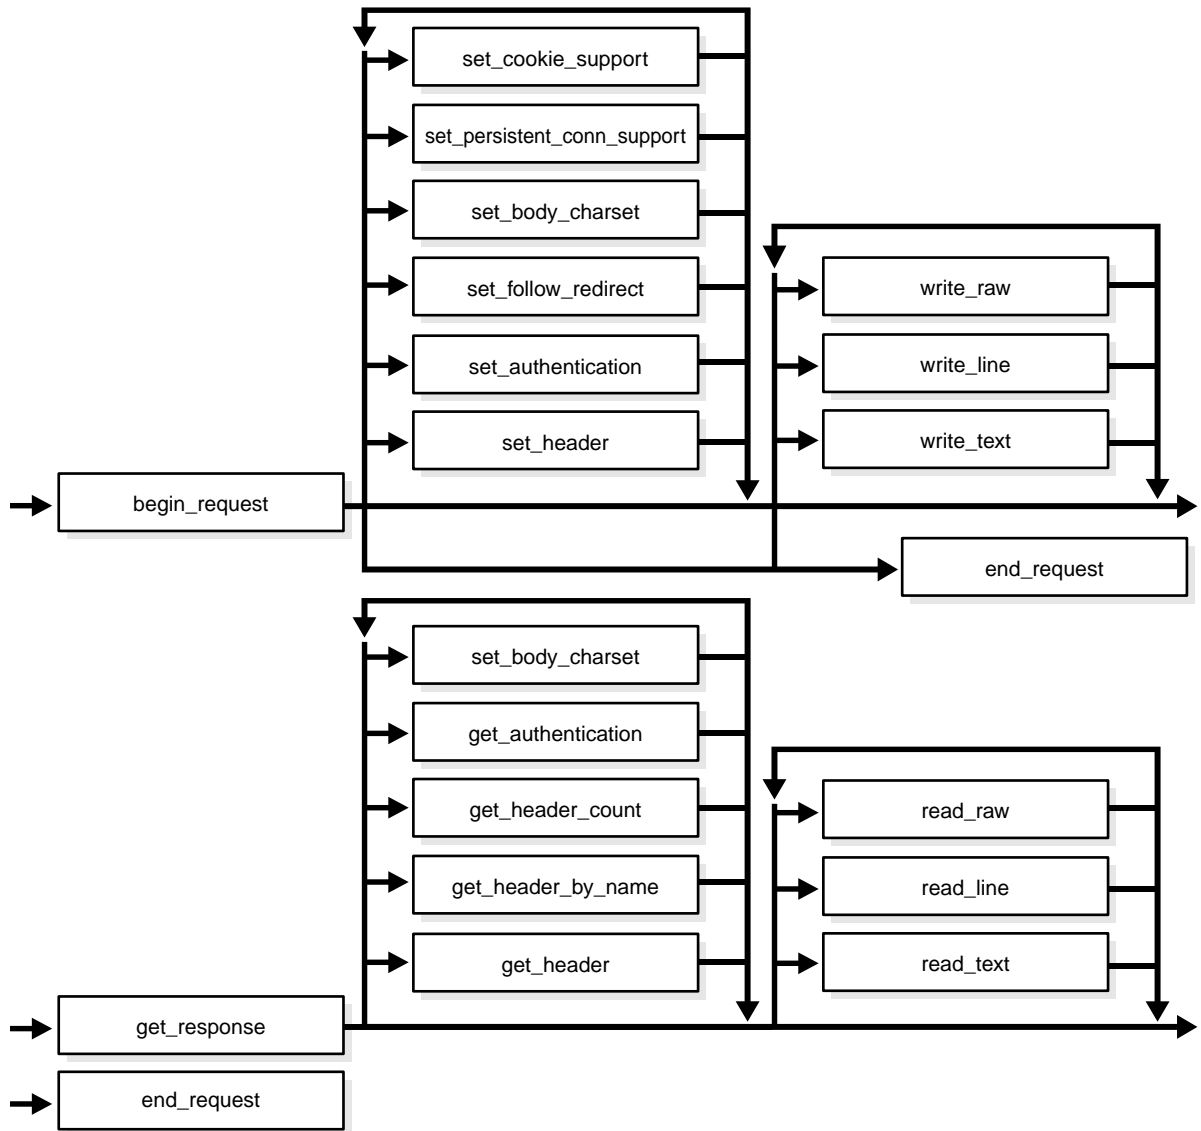 set_cookie_support
set_persistent_conn_support
set_body_charset
set_follow_redirect
set_authentication
set_header
write_raw
write_line
write_text
begin_request
end_request
set_body_charset
get_authentication
get_header_count
get_header_by_name
get_header
read_raw
read_line
read_text
get_response
end_request